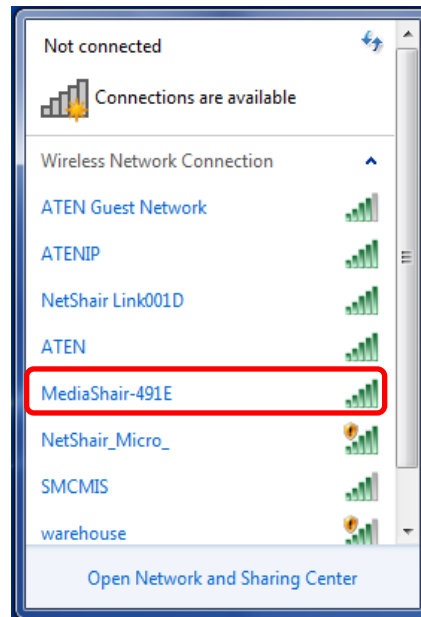 Not connected
Connections are available
Wireless Network Connection
ATEN Guest Network
ATENIP
NetShair Link001D
ATEN
MediaShair-491E
NetShair_Micro_
SMCMIS
warehouse
Open Network and Sharing Center